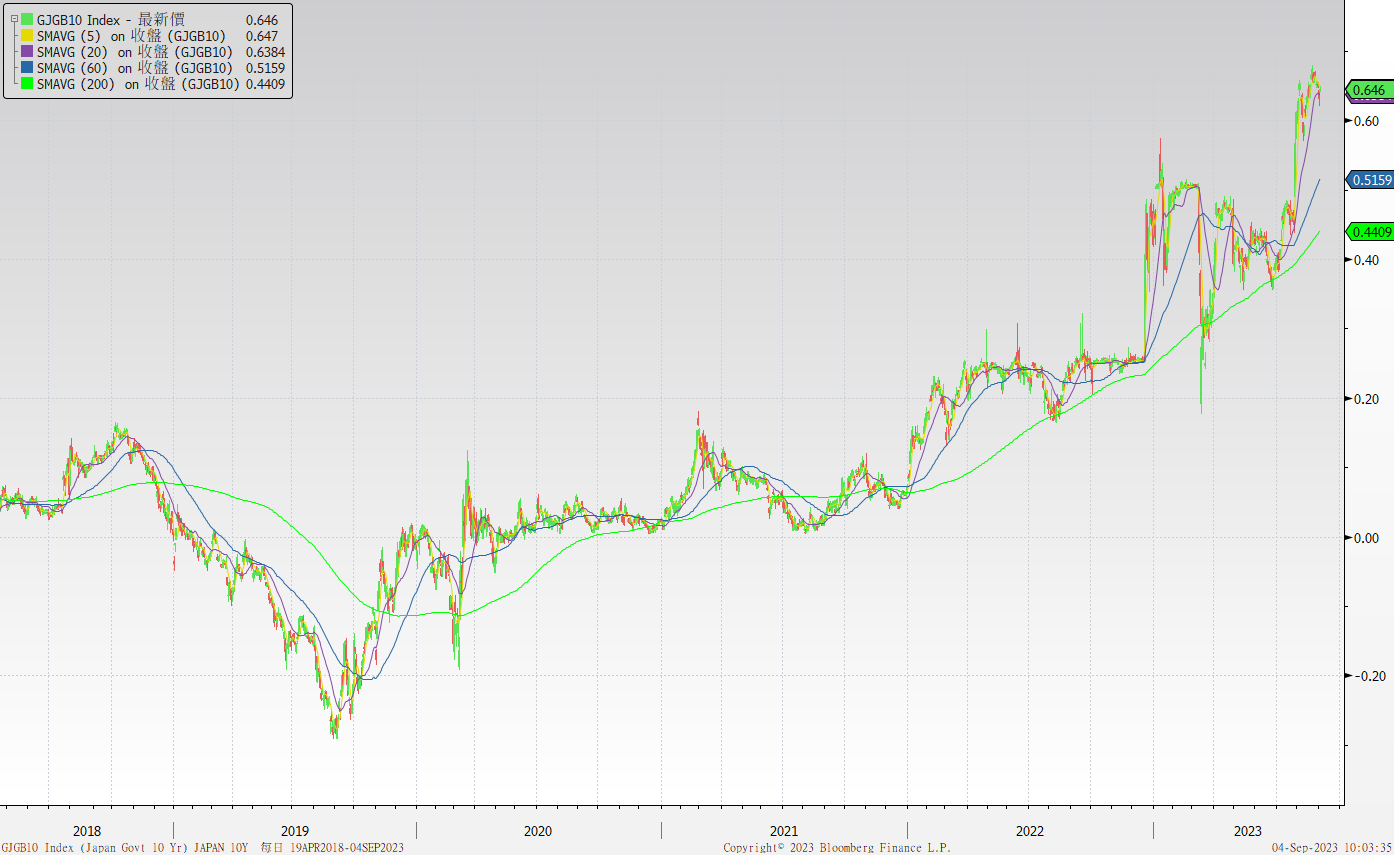 GJGB10 Index - 最新價 0.646
SMAVG (5) on 收盤 (GJGB10) 0.647
SMAVG (20) on 收盤 (GJGB10) 0.6384
SMAVG (60) on 收盤 (GJGB10) 0.5159
SMAVG (200) on 收盤 (GJGB10) 0.4409
0.646
0.60
0.5159
0.4409
0.40
0.20
0.00
-0.20
2018 2019 2020 2021 2022 2023
GJGB10 Index (Japan Govt 10 Yr) JAPAN 10Y 每日 19APR2018-04SEP2023 Copyright© 2023 Bloomberg Finance L.P. 04-Sep-2023 10:03:35